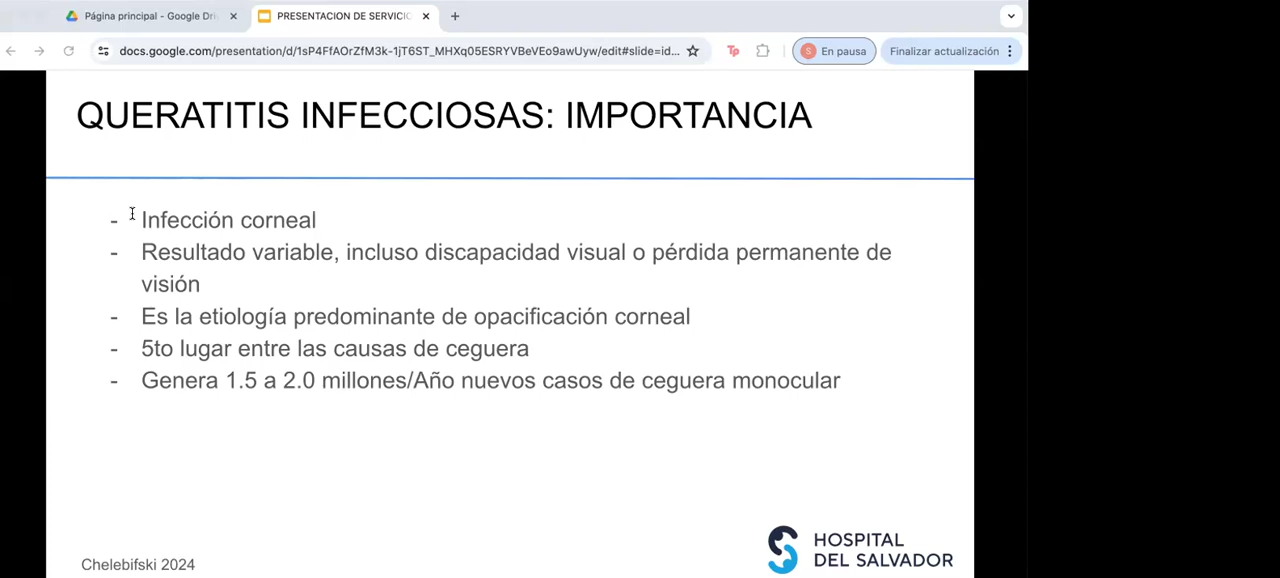 Página principal - Google Dri
PRESENTACION DE SERVICIO
docs.google.com/presentation/d/1sP4FfAOrZfM3k-1jT6ST_MHXq05ESRYVBeVEo9awUyw/edit#slide=id...
Tp
S En pausa
Finalizar actualización
QUERATITIS INFECCIOSAS: IMPORTANCIA
- Infección corneal
- Resultado variable, incluso discapacidad visual o pérdida permanente de
visión
- Es la etiología predominante de opacificación corneal
- 5to lugar entre las causas de ceguera
- Genera 1.5 a 2.0 millones/Año nuevos casos de ceguera monocular
Chelebifski 2024
HOSPITAL
DEL SALVADOR